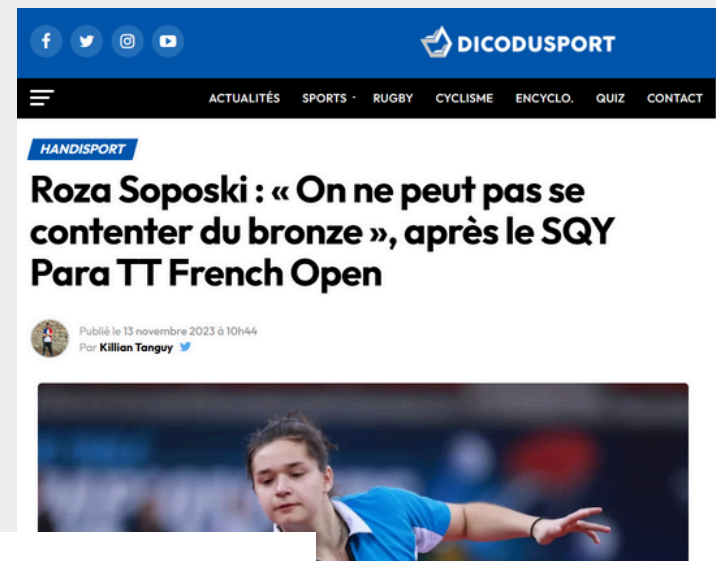 DICODUSPORT
ACTUALITÉS SPORTS RUGBY CYCLISME ENCYCLO. QUIZ CONTACT
HANDISPORT
Roza Soposki : « On ne peut pas se
contenter du bronze », après le SQY
Para TT French Open
Publié le 13 novembre 2023 à 10h44
Par Killian Tanguy